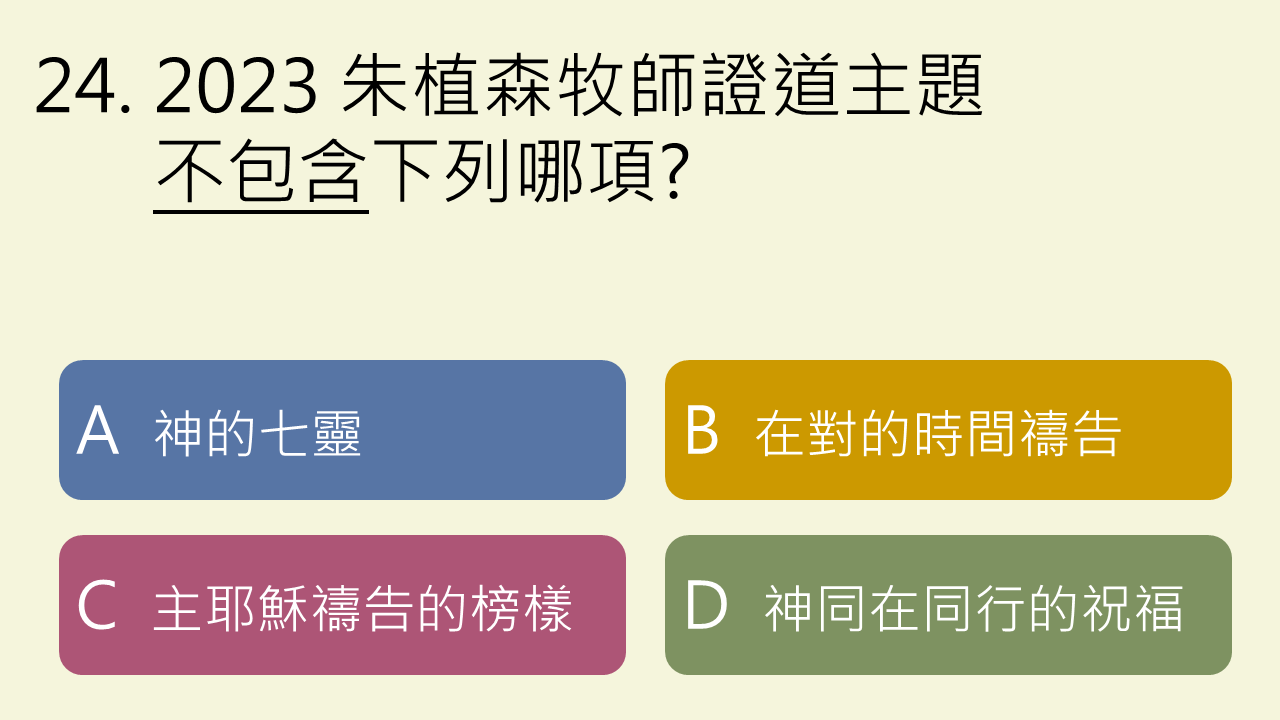 24. 2023 朱植森牧師證道主題
不包含下列哪項?
A 神的七靈
B 在對的時間禱告
C 主耶穌禱告的榜樣
D 神同在同行的祝福